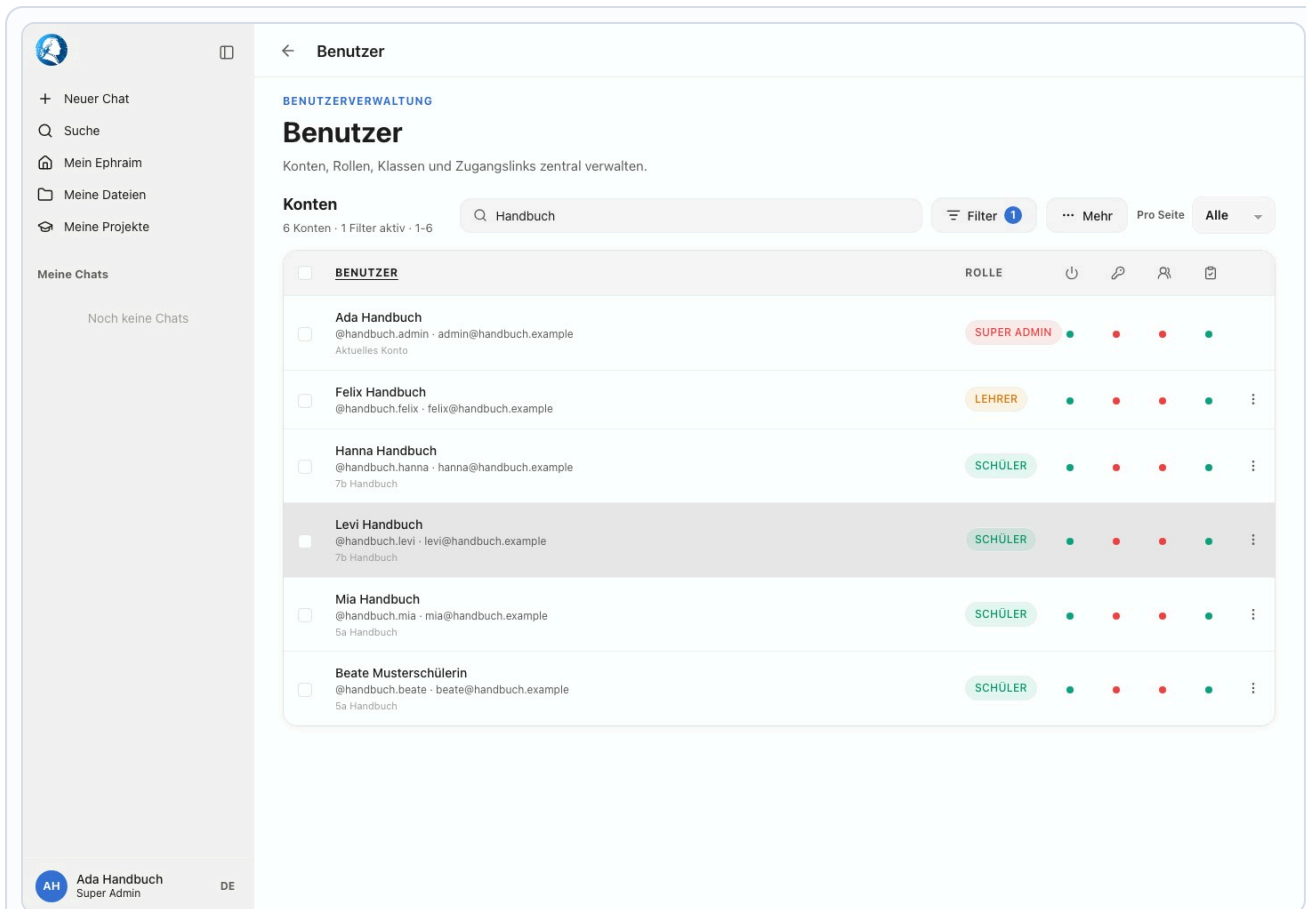 Benutzer
Neuer Chat
Suche
Mein Ephraim
Meine Dateien
Meine Projekte
Meine Chats
Noch keine Chats
AH
Ada Handbuch
Super Admin
DE
BENUTZERVERWALTUNG
Benutzer
Konten, Rollen, Klassen und Zugangslinks zentral verwalten.
Konten
6 Konten · 1 Filter aktiv · 1-6
Handbuch
Filter 1
Mehr
Pro Seite
Alle
BENUTZER ROLLE
Ada Handbuch
@handbuch.admin · admin@handbuch.example
Aktuelles Konto
SUPER ADMIN
Felix Handbuch
@handbuch.felix · felix@handbuch.example
LEHRER
Hanna Handbuch
@handbuch.hanna · hanna@handbuch.example
7b Handbuch
SCHÜLER
Levi Handbuch
@handbuch.levi · levi@handbuch.example
7b Handbuch
SCHÜLER
Mia Handbuch
@handbuch.mia · mia@handbuch.example
5a Handbuch
SCHÜLER
Beate Musterschülerin
@handbuch.beate · beate@handbuch.example
5a Handbuch
SCHÜLER